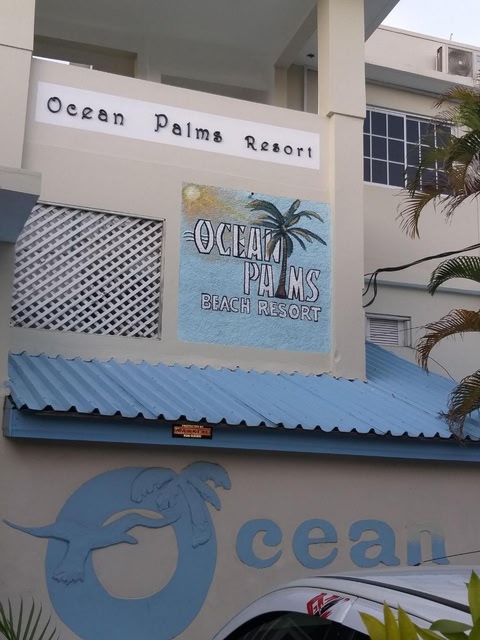 Ocean Palms Resort
OCEAN
PALMS
BEACH RESORT
Ocean